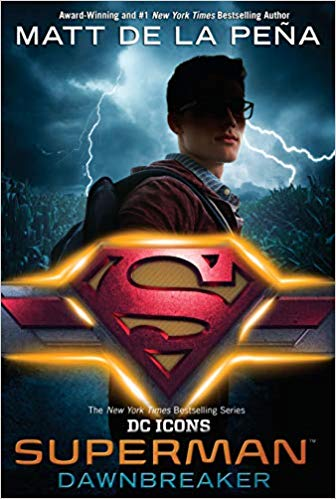 Award-Winning and #1 New York Times Bestselling Author
MATT DE LA PEÑA
S
The New York Times Bestselling Series
DC ICONS
SUPERMAN™
DAWNBREAKER